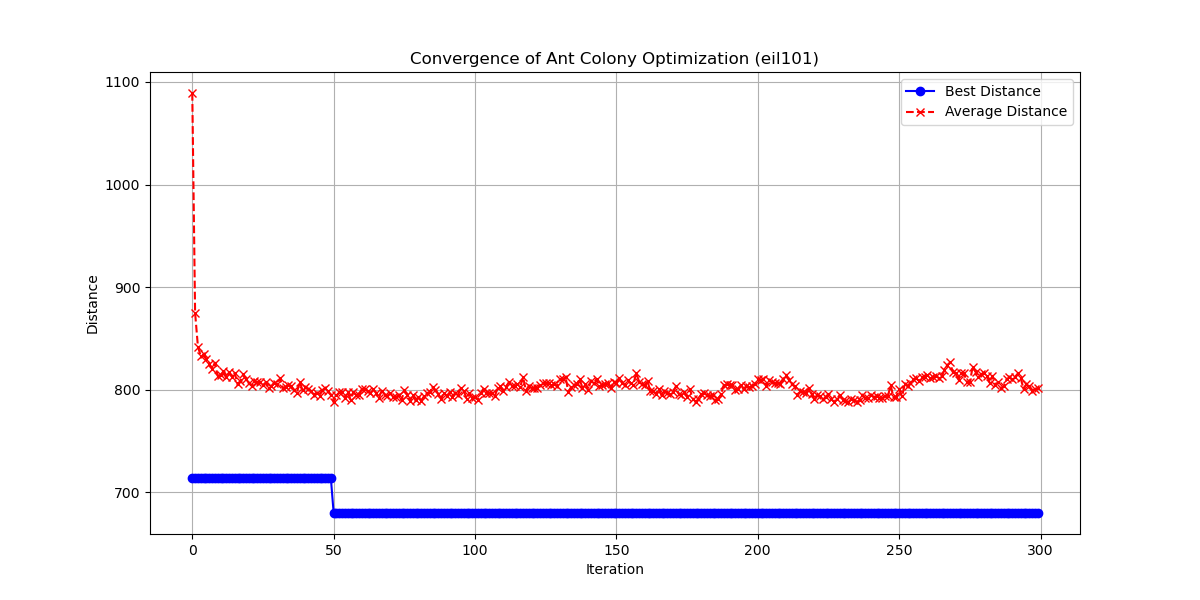 Convergence of Ant Colony Optimization (eil101)
Best Distance
Average Distance
Distance
1100
1000
900
800
700
0 50 100 150 200 250 300
Iteration